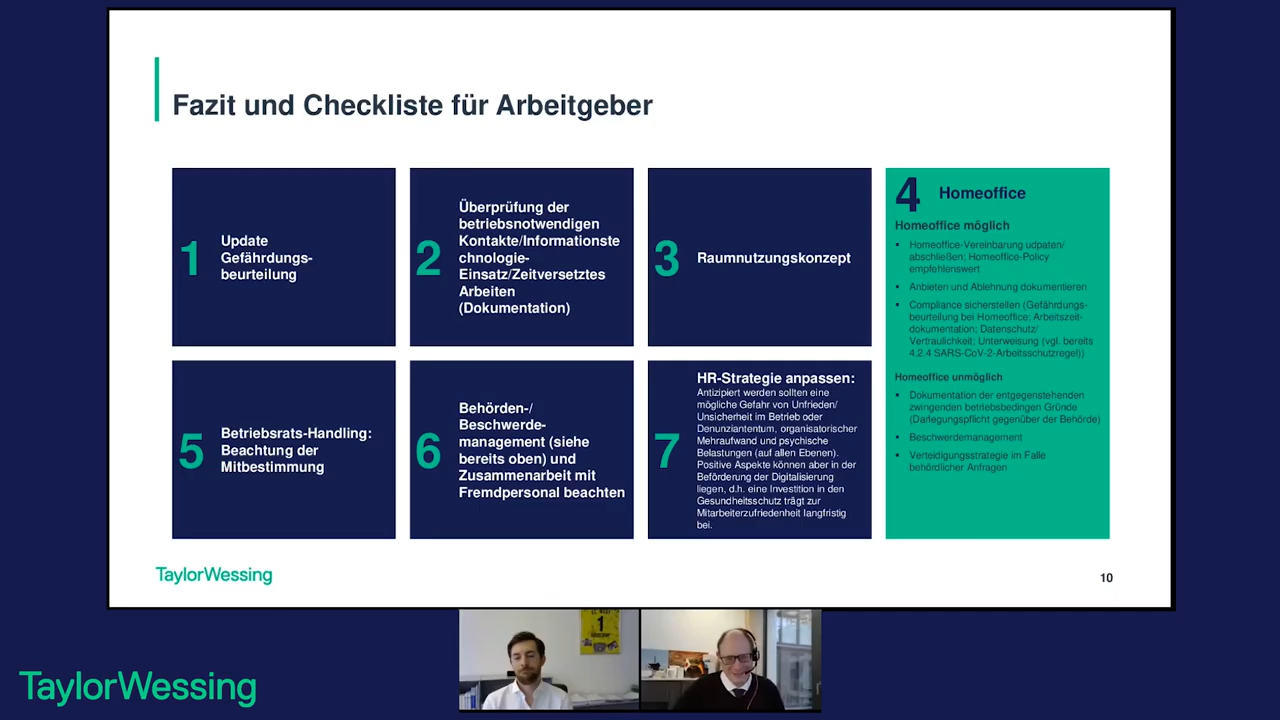 Fazit und Checkliste für Arbeitgeber
1
Update
Gefährdungs-
beurteilung
2
Überprüfung der
betriebsnotwendigen
Kontakte/Informationste
chnologie-
Einsatz/Zeitversetztes
Arbeiten
(Dokumentation)
3
Raumnutzungskonzept
4 Homeoffice
Homeoffice möglich
▪ Homeoffice-Vereinbarung udpaten/
abschließen; Homeoffice-Policy
empfehlenswert
▪ Anbieten und Ablehnung dokumentieren
▪ Compliance sicherstellen (Gefährdungs-
beurteilung bei Homeoffice; Arbeitszeit-
dokumentation; Datenschutz/
Vertraulichkeit; Unterweisung (vgl. bereits
4.2.4 SARS-CoV-2-Arbeitsschutzregel))
Homeoffice unmöglich
▪ Dokumentation der entgegenstehenden
zwingenden betriebsbedingen Gründe
(Darlegungspflicht gegenüber der Behörde)
▪ Beschwerdemanagement
▪ Verteidigungsstrategie im Falle
behördlicher Anfragen
5
Betriebsrats-Handling:
Beachtung der
Mitbestimmung
6
Behörden-/
Beschwerde-
management (siehe
bereits oben) und
Zusammenarbeit mit
Fremdpersonal beachten
7
HR-Strategie anpassen:
Antizipiert werden sollten eine
mögliche Gefahr von Unfrieden/
Unsicherheit im Betrieb oder
Denunziantentum, organisatorischer
Mehraufwand und psychische
Belastungen (auf allen Ebenen).
Positive Aspekte können aber in der
Beförderung der Digitalisierung
liegen, d.h. eine Investition in den
Gesundheitsschutz trägt zur
Mitarbeiterzufriedenheit langfristig
bei.
TaylorWessing
10
1
TaylorWessing